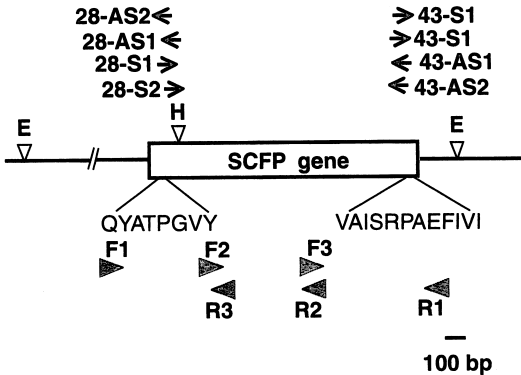 28-AS2 43-S1
28-AS1 43-S1
28-S1 43-AS1
28-S2 43-AS2
E H E
SCFP gene
QYATPGVY VAISRPAEFIVI
F1 F2 F3
R3 R2 R1
100 bp